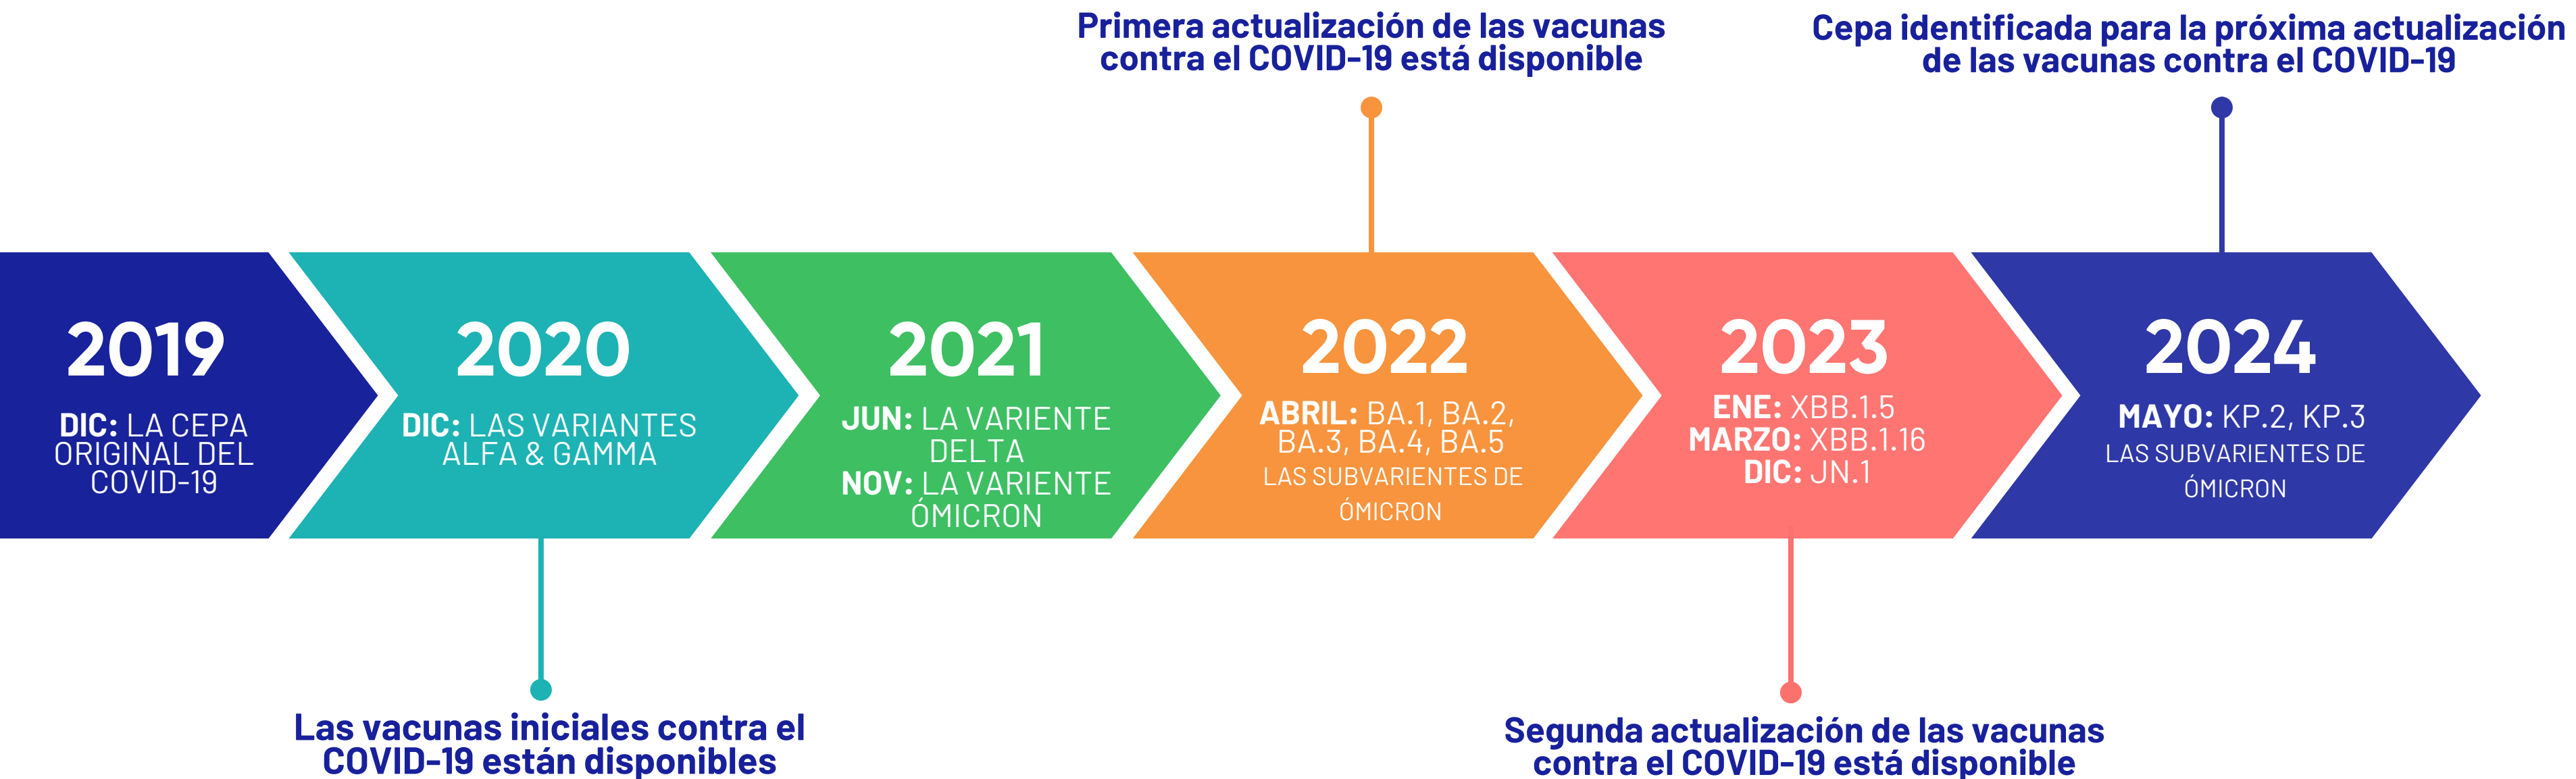 Primera actualización de las vacunas
contra el COVID-19 está disponible
Cepa identificada para la próxima actualización
de las vacunas contra el COVID-19
2019
DIC: LA CEPA
ORIGINAL DEL
COVID-19
2020
DIC: LAS VARIANTES
ALFA & GAMMA
2021
JUN: LA VARIENTE
DELTA
NOV: LA VARIENTE
ÓMICRON
2022
ABRIL: BA.1, BA.2,
BA.3, BA.4, BA.5
LAS SUBVARIENTES DE
ÓMICRON
2023
ENE: XBB.1.5
MARZO: XBB.1.16
DIC: JN.1
2024
MAYO: KP.2, KP.3
LAS SUBVARIENTES DE
ÓMICRON
Las vacunas iniciales contra el
COVID-19 están disponibles
Segunda actualización de las vacunas
contra el COVID-19 está disponible